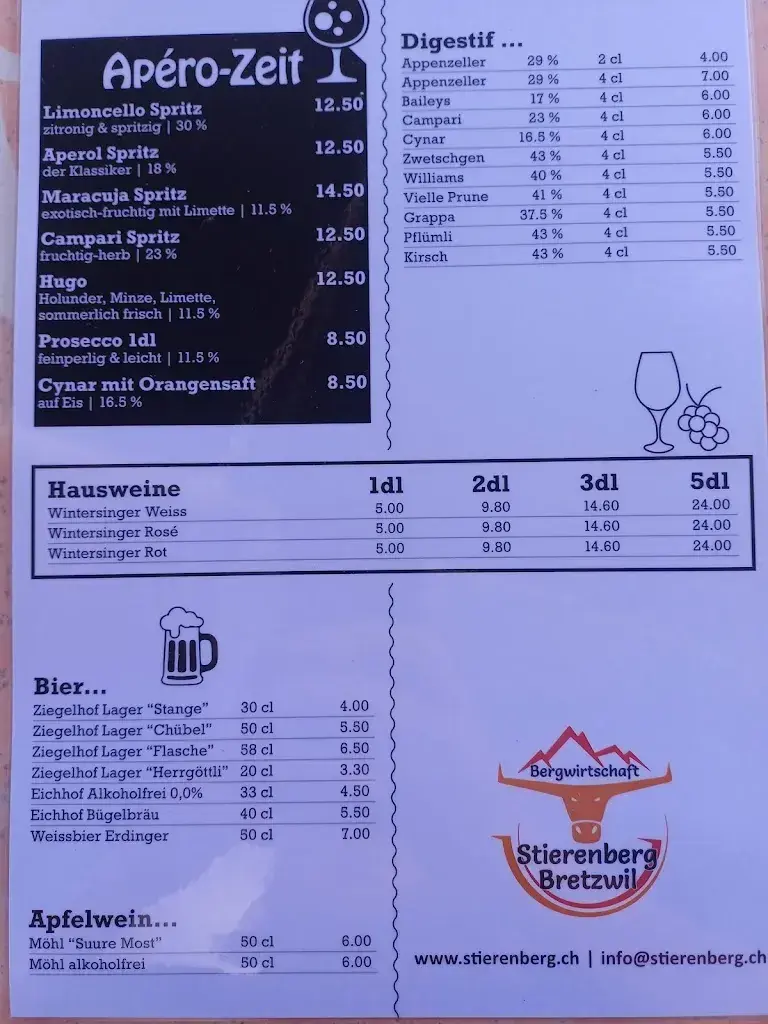 Apéro-Zeit
Limoncello Spritz 12.50
zitronig & spritzig | 30 %
Aperol Spritz 12.50
der Klassiker | 18 %
Maracuja Spritz 14.50
exotisch-fruchtig mit Limette | 11.5 %
Campari Spritz 12.50
fruchtig-herb | 23 %
Hugo 12.50
Holunder, Minze, Limette,
sommerlich frisch | 11.5 %
Prosecco 1dl 8.50
feinperlig & leicht | 11.5 %
Cynar mit Orangensaft 8.50
auf Eis | 16.5 %
Digestif ...
Appenzeller 29 % 2 cl 4.00
Appenzeller 29 % 4 cl 7.00
Baileys 17 % 4 cl 6.00
Campari 23 % 4 cl 6.00
Cynar 16.5 % 4 cl 6.00
Zwetschgen 43 % 4 cl 5.50
Williams 40 % 4 cl 5.50
Vielle Prune 41 % 4 cl 5.50
Grappa 37.5 % 4 cl 5.50
Pflümli 43 % 4 cl 5.50
Kirsch 43 % 4 cl 5.50
Hausweine 1dl 2dl 3dl 5dl
Wintersinger Weiss 5.00 9.80 14.60 24.00
Wintersinger Rosé 5.00 9.80 14.60 24.00
Wintersinger Rot 5.00 9.80 14.60 24.00
Bier...
Ziegelhof Lager “Stange” 30 cl 4.00
Ziegelhof Lager “Chübel” 50 cl 5.50
Ziegelhof Lager “Flasche” 58 cl 6.50
Ziegelhof Lager “Herrgöttli” 20 cl 3.30
Eichhof Alkoholfrei 0,0% 33 cl 4.50
Eichhof Bügelbräu 40 cl 5.50
Weissbier Erdinger 50 cl 7.00
Apfelwein...
Möhl “Suure Most” 50 cl 6.00
Möhl alkoholfrei 50 cl 6.00
Bergwirtschaft
Stierenberg
Bretzwil
www.stierenberg.ch | info@stierenberg.ch